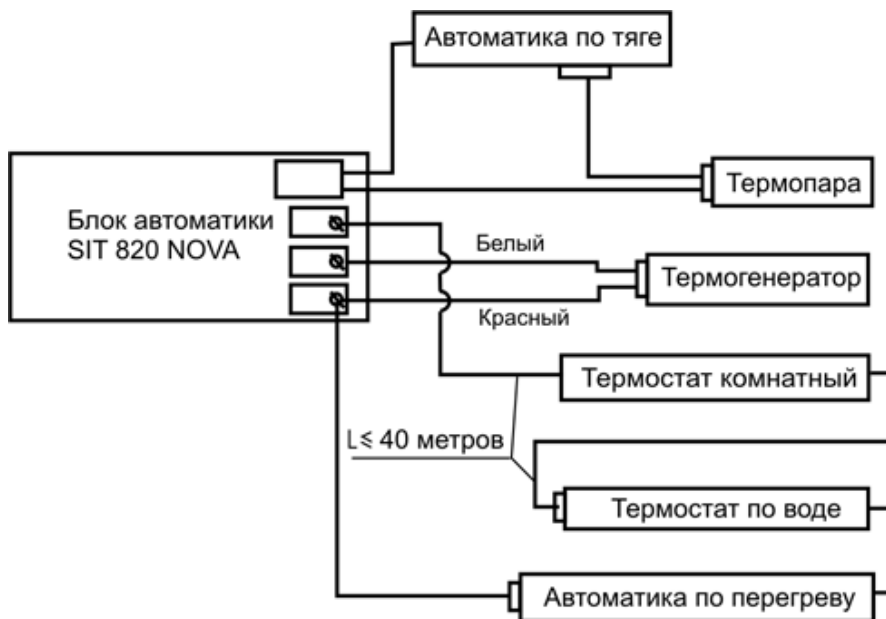 Автоматика по тяге
Термопара
Блок автоматики
SIT 820 NOVA
Белый
Термогенератор
Красный
Термостат комнатный
L≤ 40 метров
Термостат по воде
Автоматика по перегреву